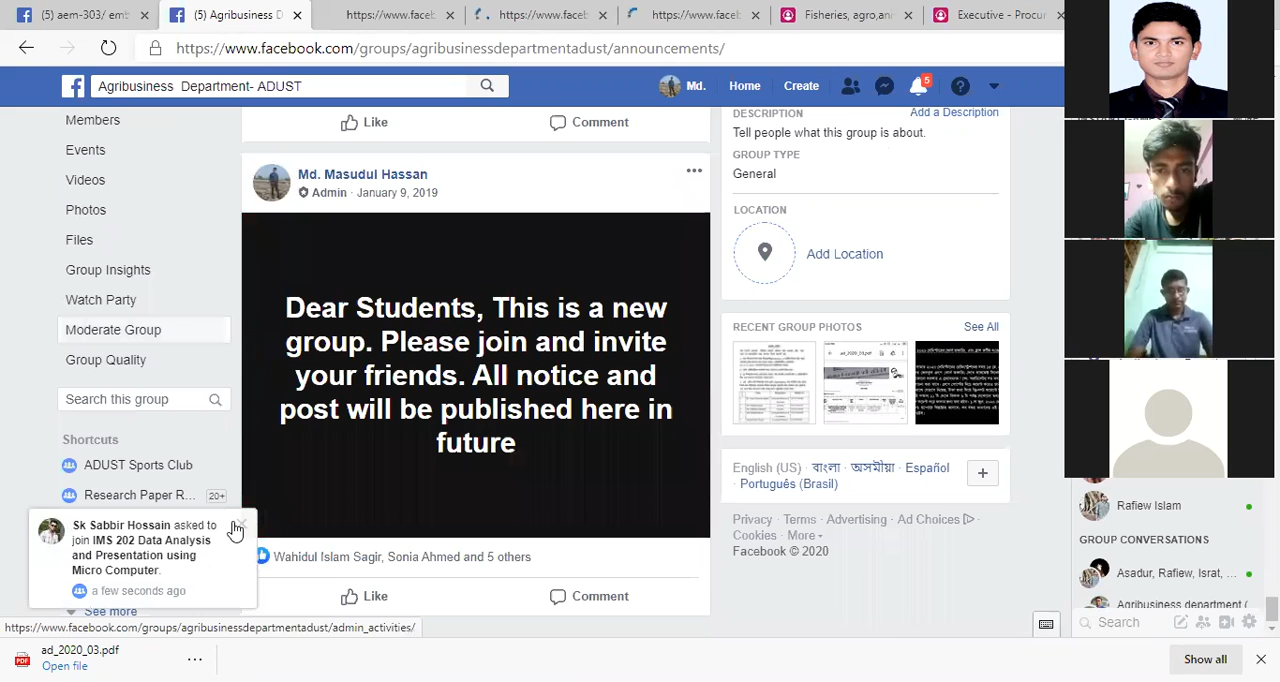 (5) aem-303/ emb
(5) Agribusiness D
https://www.faceb
https://www.faceb
https://www.faceb
Fisheries, agro,ani
Executive - Procur
https://www.facebook.com/groups/agribusinessdepartmentadust/announcements/
Agribusiness Department- ADUST
Md.
Home
Create
5
Members
Events
Videos
Photos
Files
Group Insights
Watch Party
Moderate Group
Group Quality
Search this group
Shortcuts
ADUST Sports Club
Research Paper R... 20+
See more
Sk Sabbir Hossain asked to
join IMS 202 Data Analysis
and Presentation using
Micro Computer.
a few seconds ago
Like
Comment
Md. Masudul Hassan
Admin · January 9, 2019
Dear Students, This is a new
group. Please join and invite
your friends. All notice and
post will be published here in
future
Wahidul Islam Sagir, Sonia Ahmed and 5 others
Like
Comment
DESCRIPTION
Add a Description
Tell people what this group is about.
GROUP TYPE
General
LOCATION
Add Location
RECENT GROUP PHOTOS
See All
ad_2020_03.pdf
English (US) · বাংলা · অসমীয়া · Español
· Português (Brasil)
Privacy · Terms · Advertising · Ad Choices ·
Cookies · More
Facebook © 2020
Rafiew Islam
GROUP CONVERSATIONS
Asadur, Rafiew, Israt, ...
Agribusiness department (
Search
https://www.facebook.com/groups/agribusinessdepartmentadust/admin_activities/
ad_2020_03.pdf
Open file
Show all